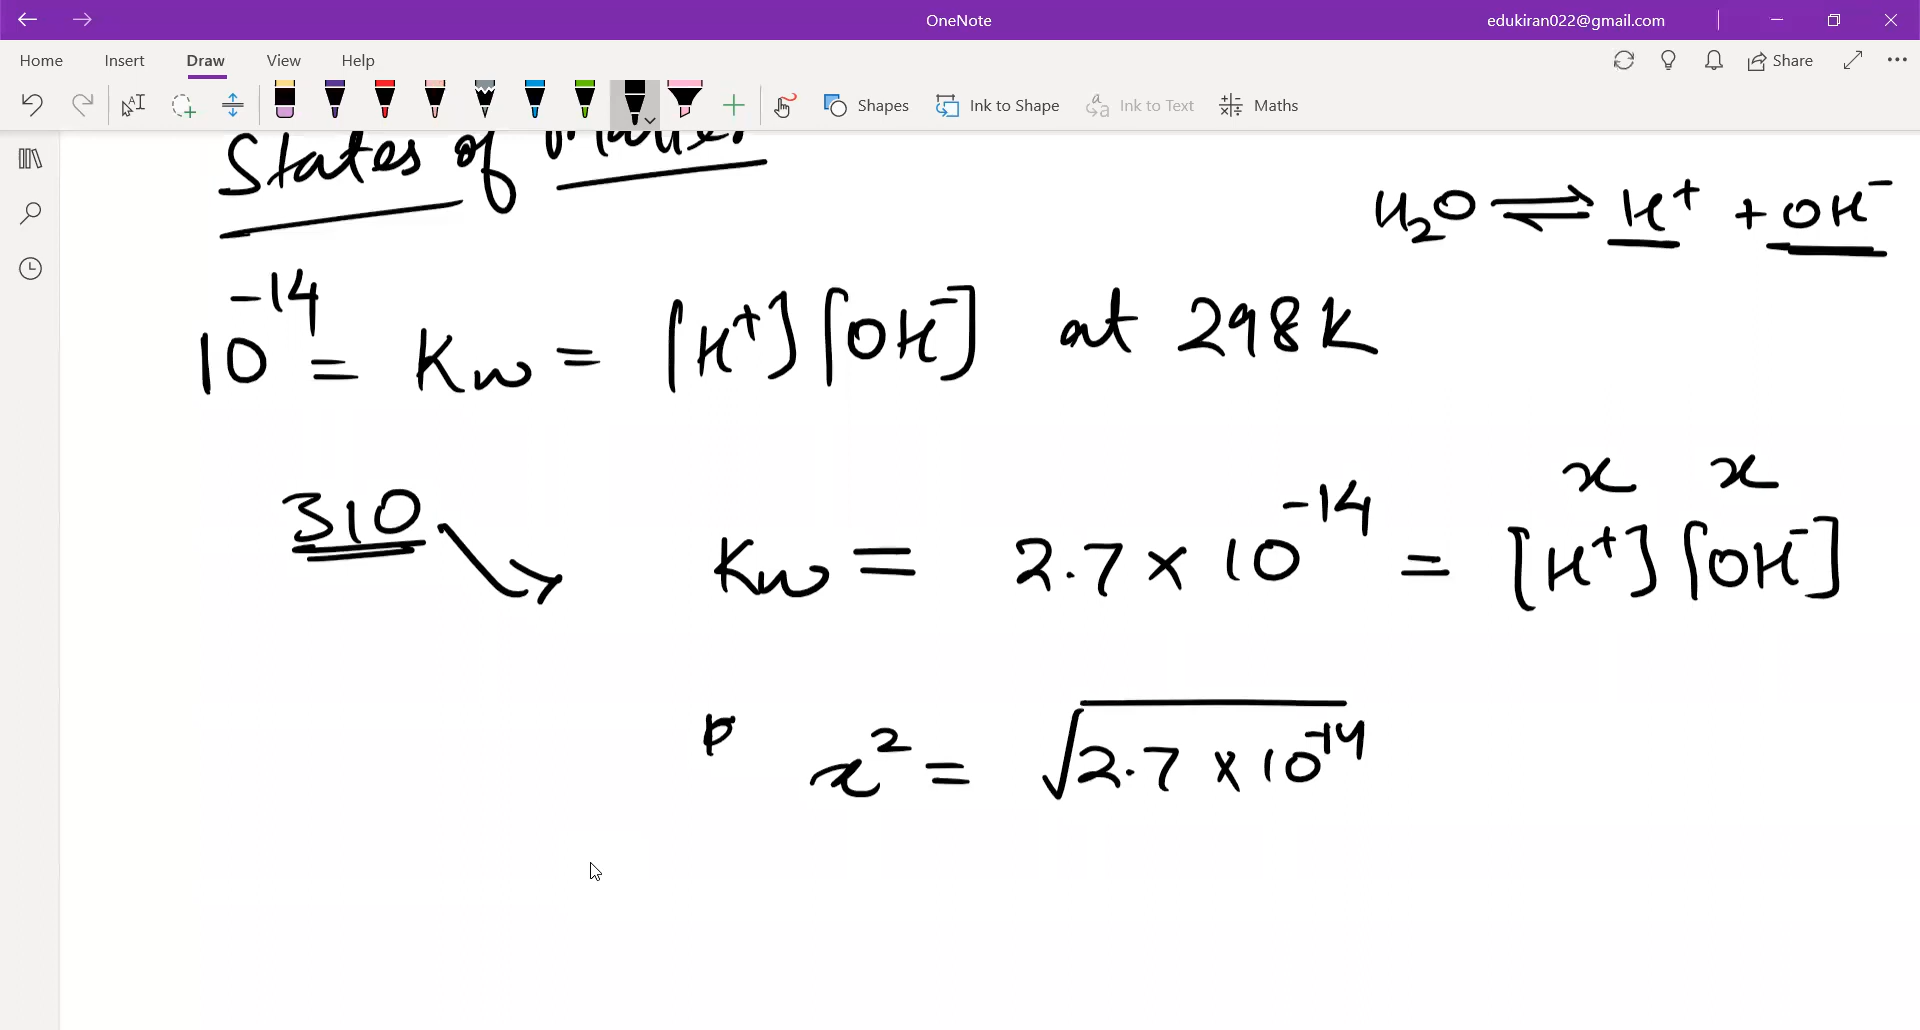 OneNote
edukiran022@gmail.com
Home Insert Draw View Help
Share
Shapes Ink to Shape Ink to Text Maths
States of Matter
H₂O ⇌ H⁺ + OH⁻
10⁻¹⁴ = Kw = [H⁺] [OH⁻] at 298K
x x
310 Kw = 2.7 × 10⁻¹⁴ = [H⁺] [OH⁻]
p x² = √2.7 × 10⁻¹⁴